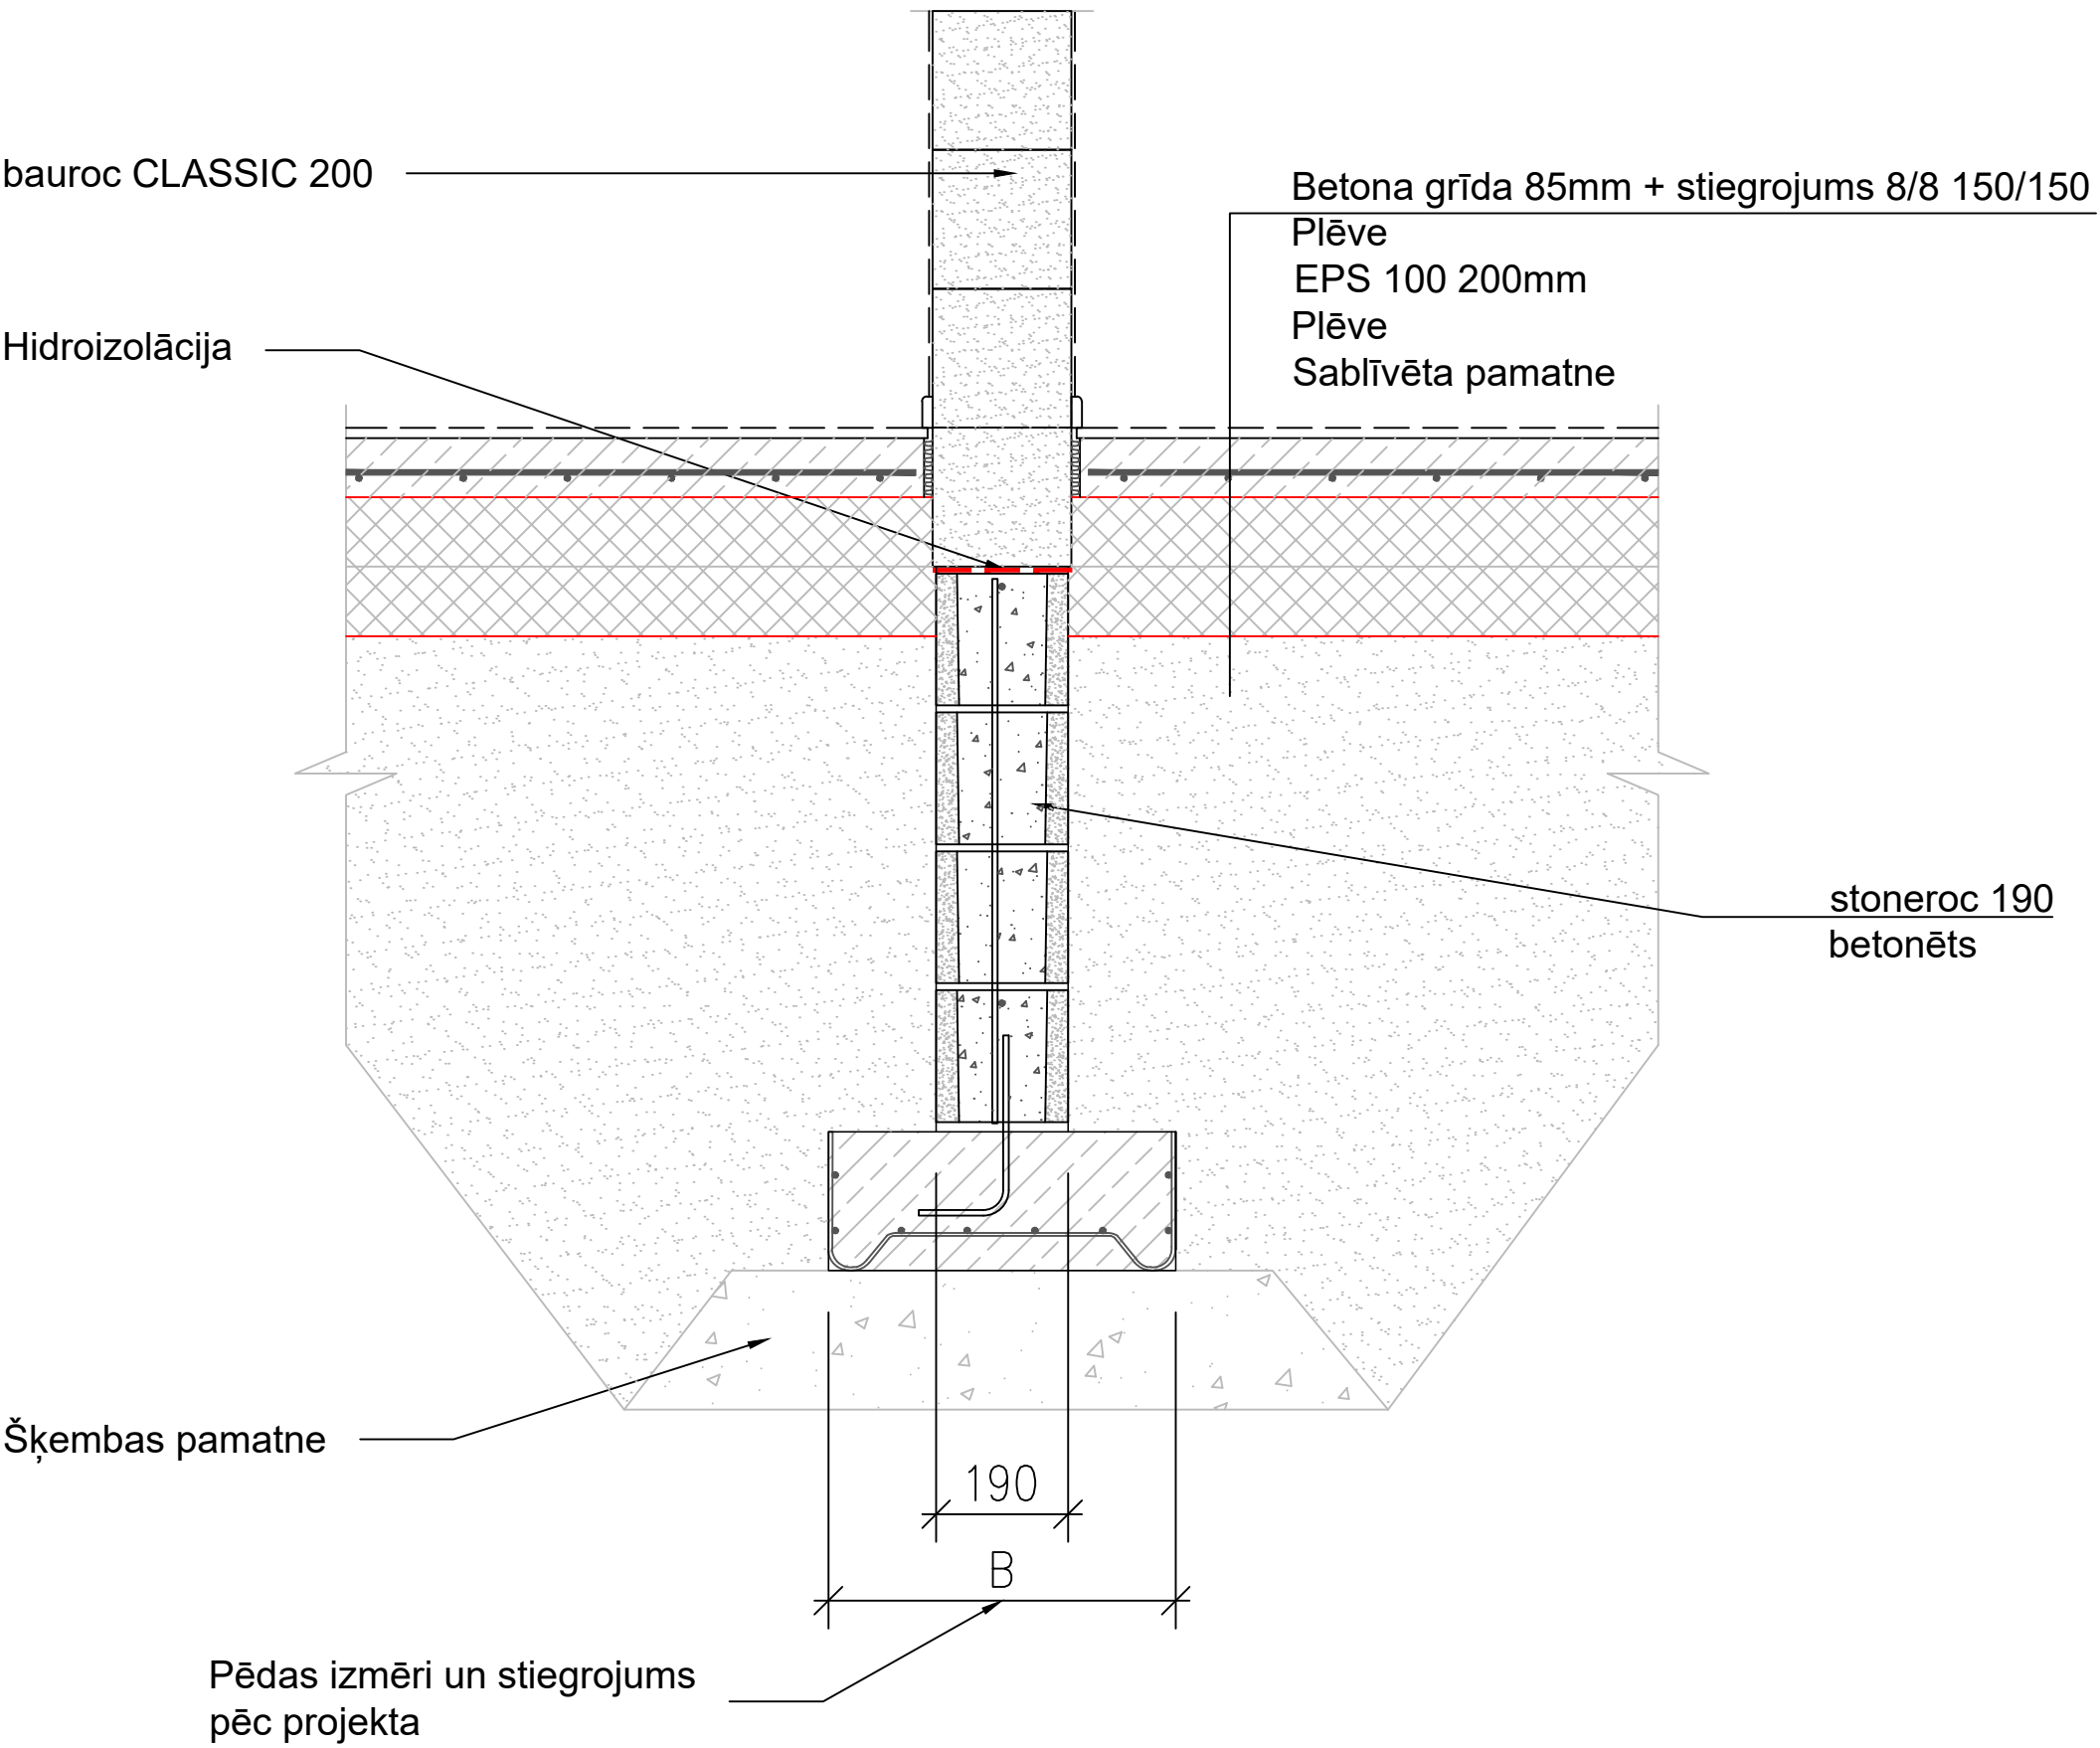 bauroc CLASSIC 200
Betona grīda 85mm + stiegrojums 8/8 150/150
Plēve
EPS 100 200mm
Plēve
Sablīvēta pamatne
Hidroizolācija
stoneroc 190
betonēts
Šķembas pamatne
190
B
Pēdas izmēri un stiegrojums
pēc projekta